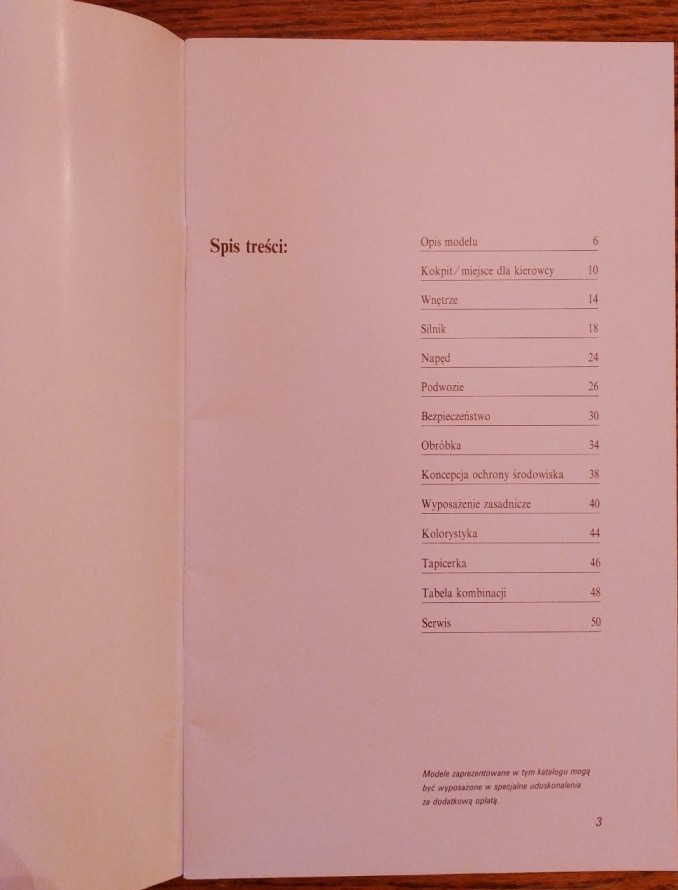 Spis treści:
Opis modelu 6
Kokpit / miejsce dla kierowcy 10
Wnętrze 14
Silnik 18
Napęd 24
Podwozie 26
Bezpieczeństwo 30
Obróbka 34
Koncepcja ochrony środowiska 38
Wyposażenie zasadnicze 40
Kolorystyka 44
Tapicerka 46
Tabela kombinacji 48
Serwis 50
Modele zaprezentowane w tym katalogu mogą
być wyposażone w specjalne udoskonalenia
za dodatkową opłatą.
3